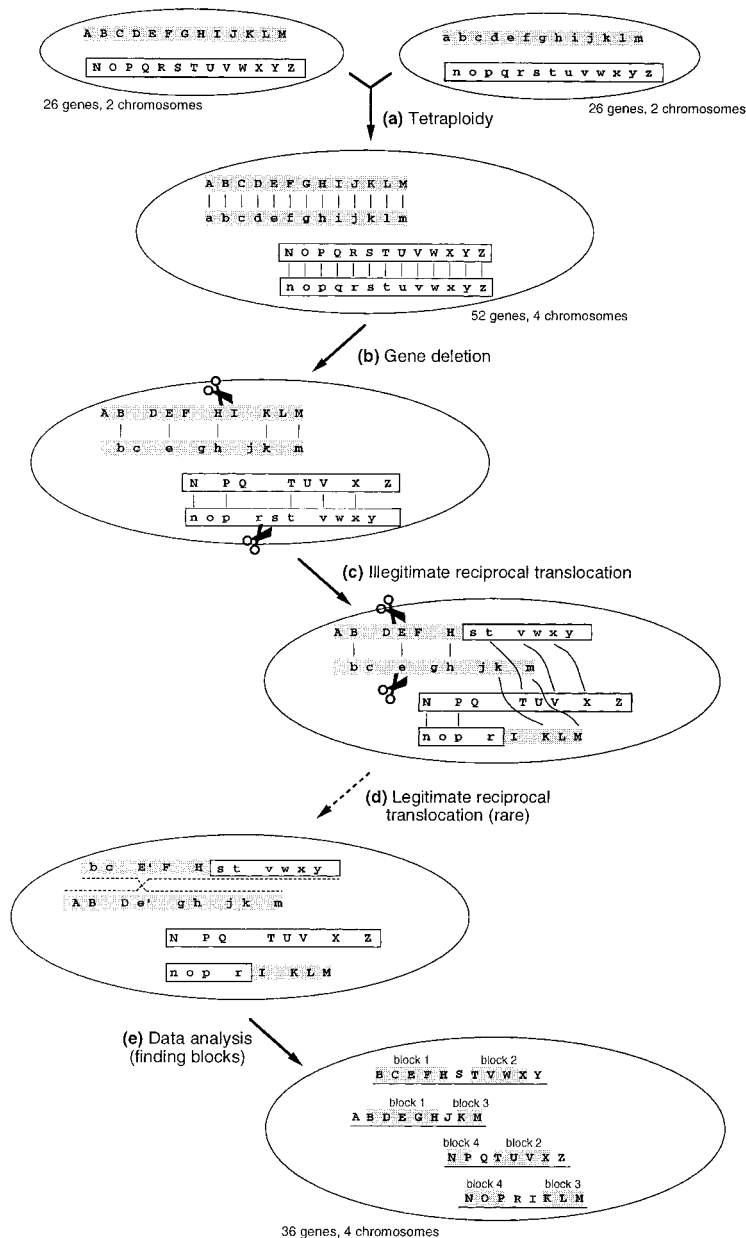 A B C D E F G H I J K L M
N O P Q R S T U V W X Y Z
26 genes, 2 chromosomes
a b c d e f g h i j k l m
n o p q r s t u v w x y z
26 genes, 2 chromosomes
(a) Tetraploidy
A B C D E F G H I J K L M
a b c d e f g h i j k l m
N O P Q R S T U V W X Y Z
n o p q r s t u v w x y z
52 genes, 4 chromosomes
(b) Gene deletion
A B D E F H I K L M
b c e g h j k m
N P Q T U V X Z
n o p r s t v w x y
(c) Illegitimate reciprocal translocation
A B D E F H s t v w x y
b c e g h j k m
N P Q T U V X Z
n o p r I K L M
(d) Legitimate reciprocal
translocation (rare)
b c E' F H s t v w x y
A B D e' g h j k m
N P Q T U V X Z
n o p r I K L M
(e) Data analysis
(finding blocks)
block 1 block 2
B C E F H S T V W X Y
block 1 block 3
A B D E G H J K M
block 4 block 2
N P Q T U V X Z
block 4 block 3
N O P R I K L M
36 genes, 4 chromosomes